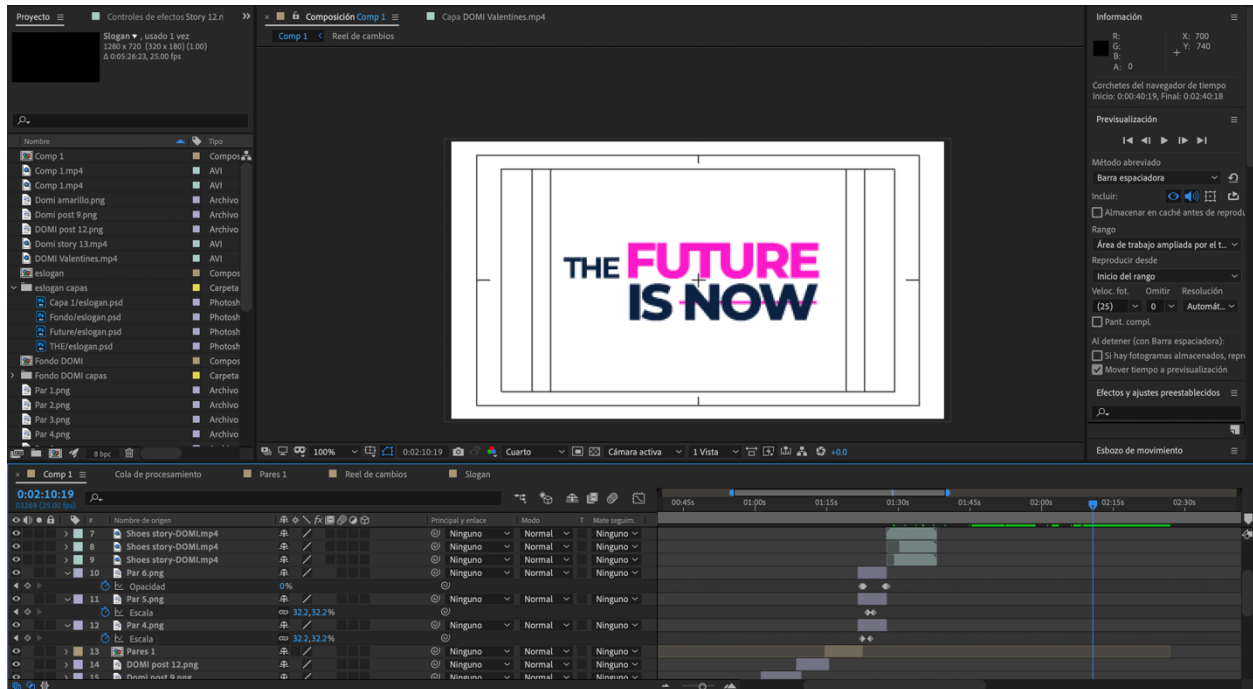 Proyecto
Controles de efectos Story 12.n
Slogan , usado 1 vez
1280 x 720 (320 x 180) (1.00)
Δ 0:05:26:23, 25.00 fps
Nombre
Tipo
Comp 1
Compos
Comp 1.mp4
AVI
Comp 1.mp4
AVI
Domi amarillo.png
Archivo
Domi post 9.png
Archivo
DOMI post 12.png
Archivo
Domi story 13.mp4
AVI
DOMI Valentines.mp4
AVI
eslogan
Compos
eslogan capas
Carpeta
Capa 1/eslogan.psd
Photosh
Fondo/eslogan.psd
Photosh
Future/eslogan.psd
Photosh
THE/eslogan.psd
Photosh
Fondo DOMI
Compos
Fondo DOMI capas
Carpeta
Par 1.png
Archivo
Par 2.png
Archivo
Par 3.png
Archivo
Par 4.png
Archivo
8 bpc
Composición Comp 1
Capa DOMI Valentines.mp4
Comp 1
Reel de cambios
THE FUTURE
IS NOW
100%
0:02:10:19
Cuarto
Cámara activa
1 Vista
+0.0
Información
R:
G:
B:
A: 0
X: 700
Y: 740
Corchetes del navegador de tiempo
Inicio: 0:00:40:19, Final: 0:02:40:18
Previsualización
Método abreviado
Barra espaciadora
Incluir:
Almacenar en caché antes de reprodu
Rango
Área de trabajo ampliada por el t...
Reproducir desde
Inicio del rango
Veloc. fot. Omitir Resolución
(25) 0 Automát...
Pant. compl.
Al detener (con Barra espaciadora):
Si hay fotogramas almacenados, repro
Mover tiempo a previsualización
Efectos y ajustes preestablecidos
Esbozo de movimiento
Comp 1
Cola de procesamiento
Pares 1
Reel de cambios
Slogan
0:02:10:19
03269 (25.00 fps)
00:45s 01:00s 01:15s 01:30s 01:45s 02:00s 02:15s 02:30s
# Nombre de origen fx Principal y enlace Modo T Mate seguim.
7 Shoes story-DOMI.mp4 Ninguno Normal Ninguno
8 Shoes story-DOMI.mp4 Ninguno Normal Ninguno
9 Shoes story-DOMI.mp4 Ninguno Normal Ninguno
10 Par 6.png Ninguno Normal Ninguno
Opacidad 0%
11 Par 5.png Ninguno Normal Ninguno
Escala 32.2,32.2%
12 Par 4.png Ninguno Normal Ninguno
Escala 32.2,32.2%
13 Pares 1 Ninguno Normal Ninguno
14 DOMI post 12.png Ninguno Normal Ninguno
15 Domi post 9.png Ninguno Normal Ninguno